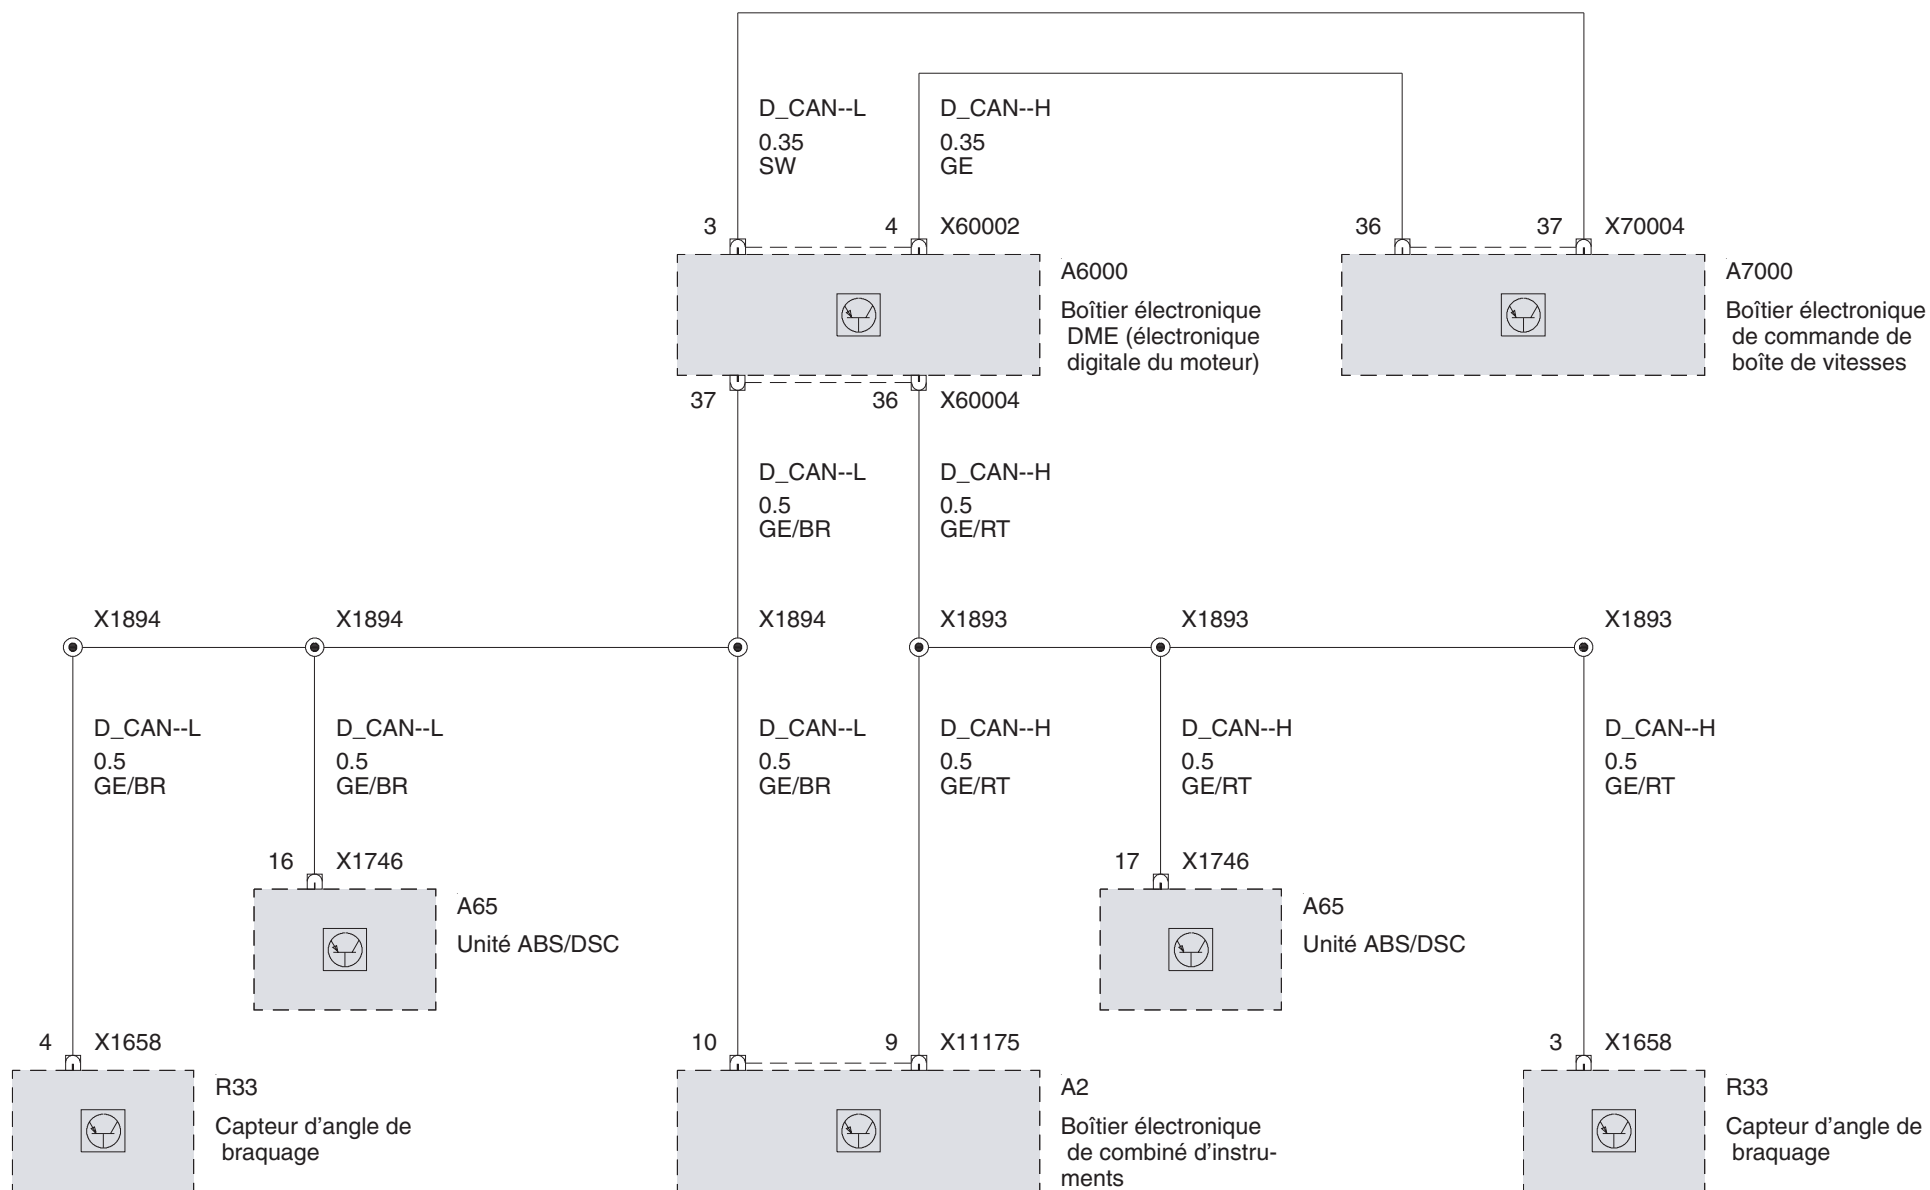 D_CAN--L
0.35
SW
D_CAN--H
0.35
GE
3
4
X60002
36
37
X70004
A6000
Boîtier électronique
DME (électronique
digitale du moteur)
A7000
Boîtier électronique
de commande de
boîte de vitesses
37
36
X60004
D_CAN--L
0.5
GE/BR
D_CAN--H
0.5
GE/RT
X1894
X1894
X1894
X1893
X1893
X1893
D_CAN--L
0.5
GE/BR
D_CAN--L
0.5
GE/BR
D_CAN--L
0.5
GE/BR
D_CAN--H
0.5
GE/RT
D_CAN--H
0.5
GE/RT
D_CAN--H
0.5
GE/RT
16
X1746
A65
Unité ABS/DSC
17
X1746
A65
Unité ABS/DSC
4
X1658
R33
Capteur d'angle de
braquage
10
9
X11175
A2
Boîtier électronique
de combiné d'instru-
ments
3
X1658
R33
Capteur d'angle de
braquage